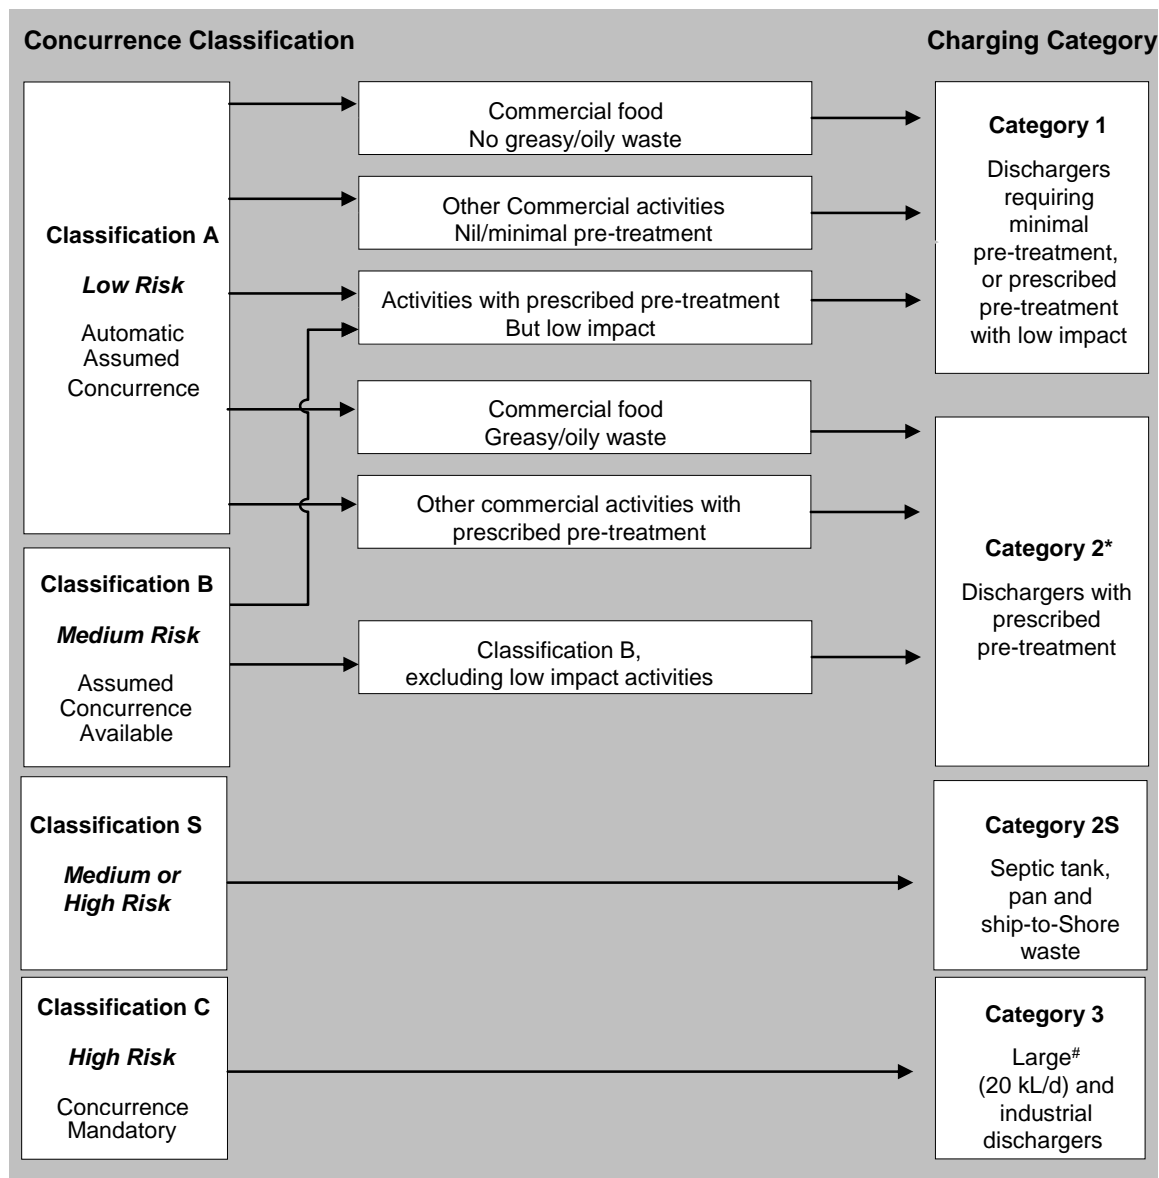 Concurrence Classification
Charging Category
Classification A
Low Risk
Automatic
Assumed
Concurrence
Commercial food
No greasy/oily waste
Other Commercial activities
Nil/minimal pre-treatment
Activities with prescribed pre-treatment
But low impact
Commercial food
Greasy/oily waste
Other commercial activities with
prescribed pre-treatment
Category 1
Dischargers
requiring
minimal
pre-treatment,
or prescribed
pre-treatment
with low impact
Classification B
Medium Risk
Assumed
Concurrence
Available
Classification B,
excluding low impact activities
Category 2*
Dischargers with
prescribed
pre-treatment
Classification S
Medium or
High Risk
Category 2S
Septic tank,
pan and
ship-to-Shore
waste
Classification C
High Risk
Concurrence
Mandatory
Category 3
Large#
(20 kL/d) and
industrial
dischargers